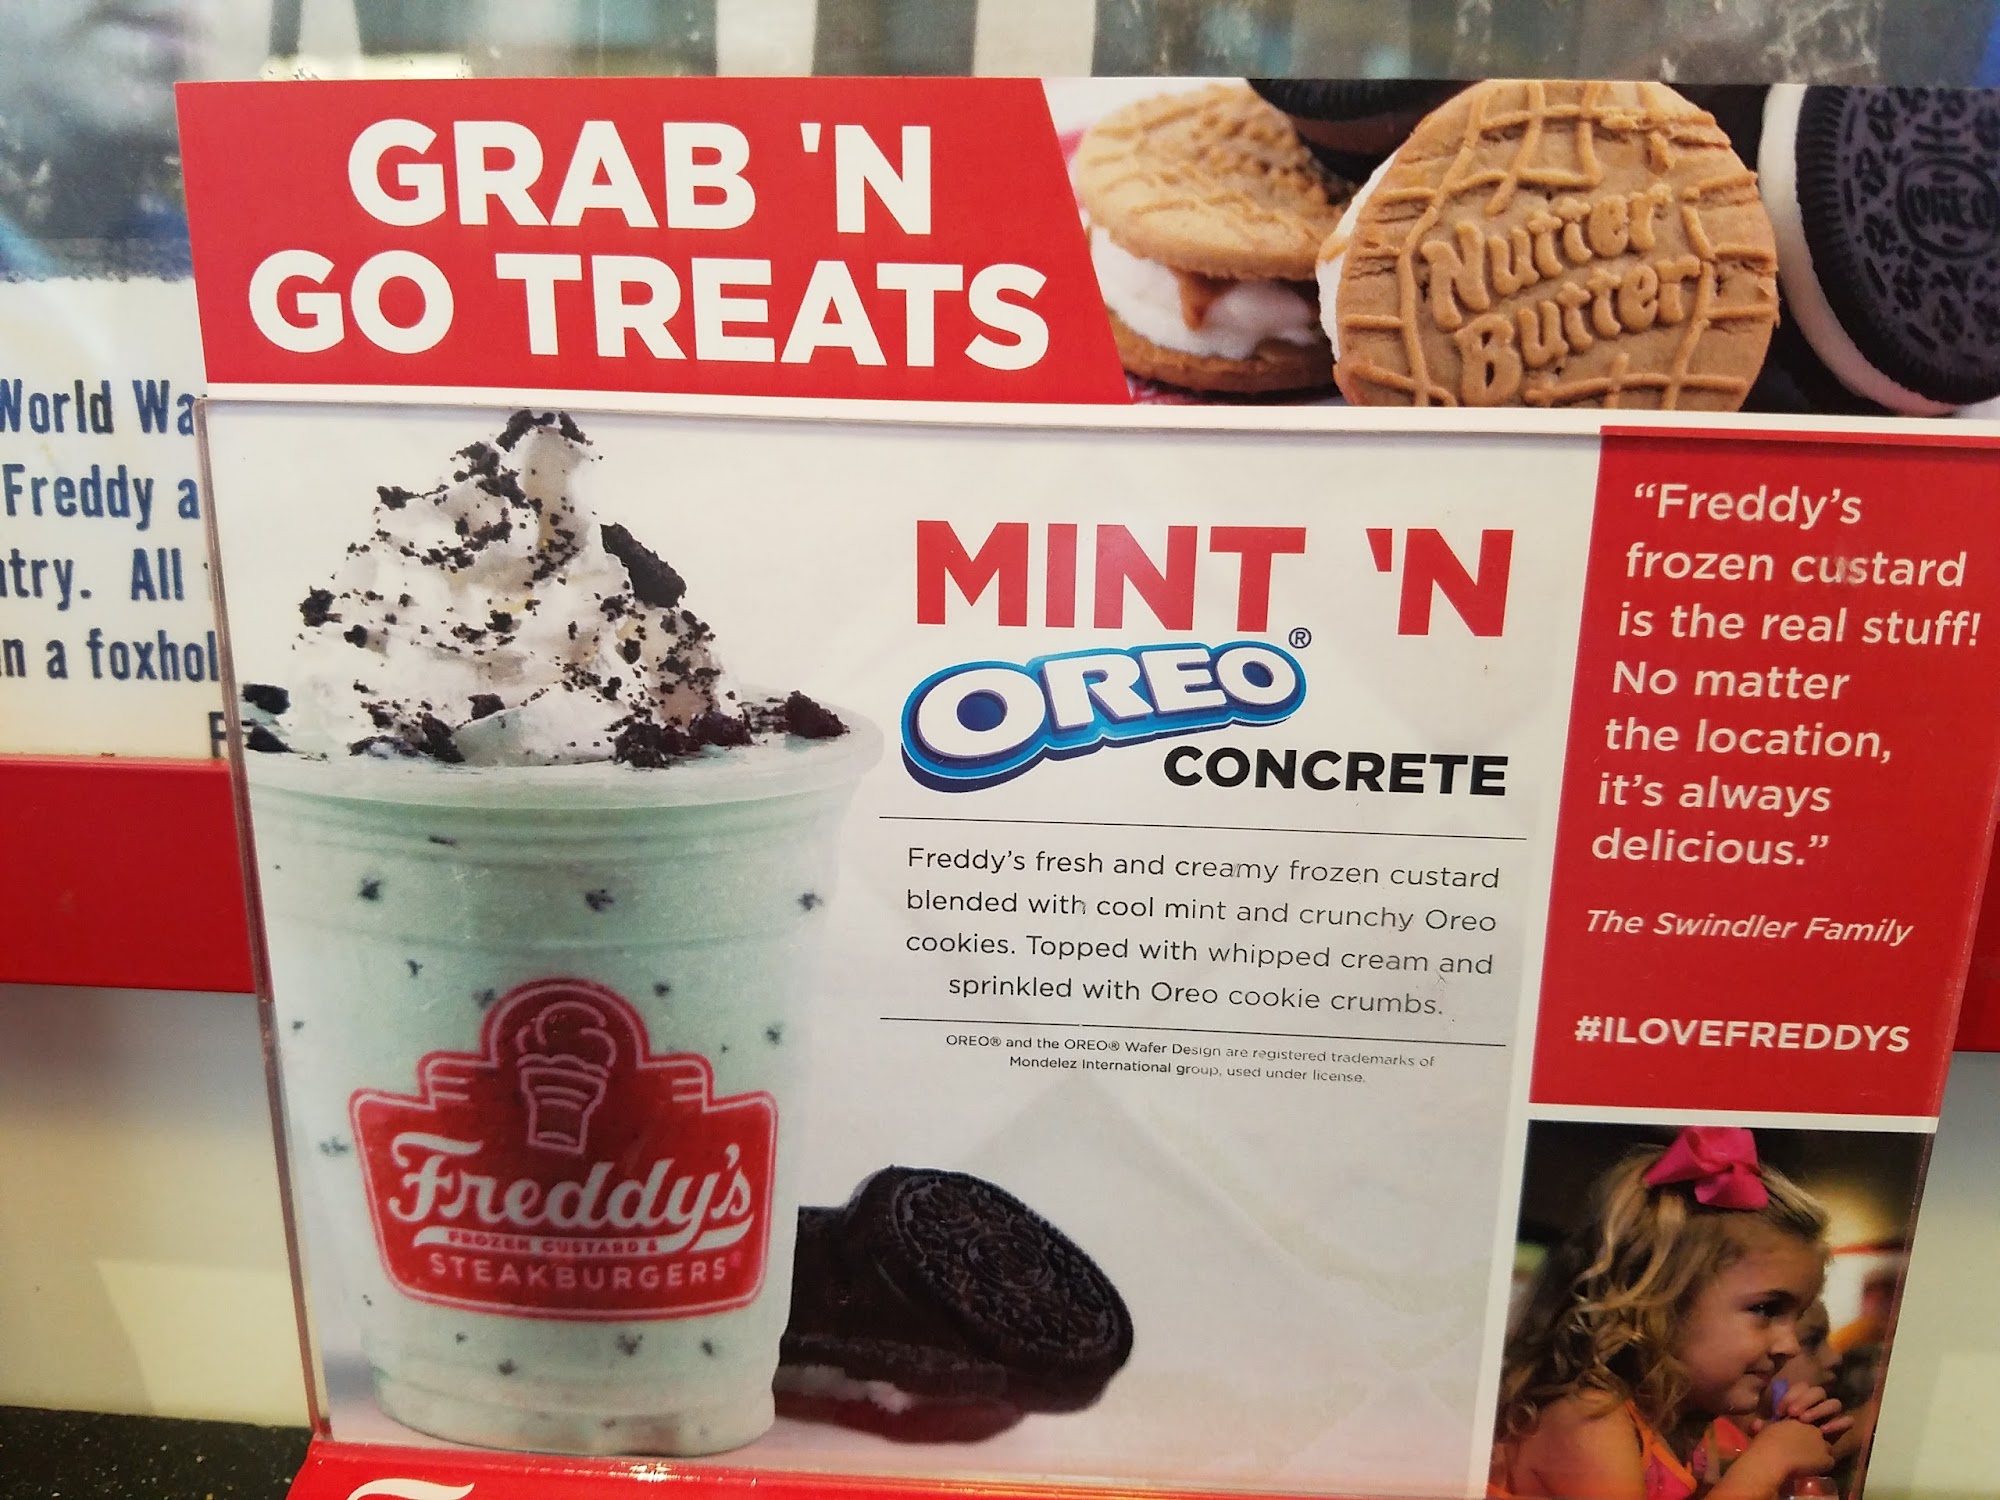 GRAB 'N
GO TREATS
Nutter
Butter
World Wa
Freddy a
try. All
n a foxhol
F
MINT 'N
OREO®
CONCRETE
Freddy's fresh and creamy frozen custard
blended with cool mint and crunchy Oreo
cookies. Topped with whipped cream and
sprinkled with Oreo cookie crumbs.
OREO® and the OREO® Wafer Design are registered trademarks of
Mondelez International group, used under license.
“Freddy's
frozen custard
is the real stuff!
No matter
the location,
it's always
delicious.”
The Swindler Family
#ILOVEFREDDYS
Freddy's
FROZEN CUSTARD &
STEAKBURGERS®